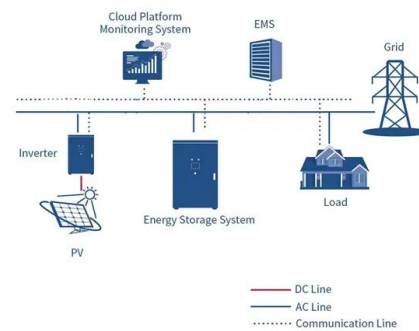 Cloud Platform
Monitoring System
EMS
Grid
Inverter
Energy Storage System
Load
PV
DC Line
AC Line
Communication Line